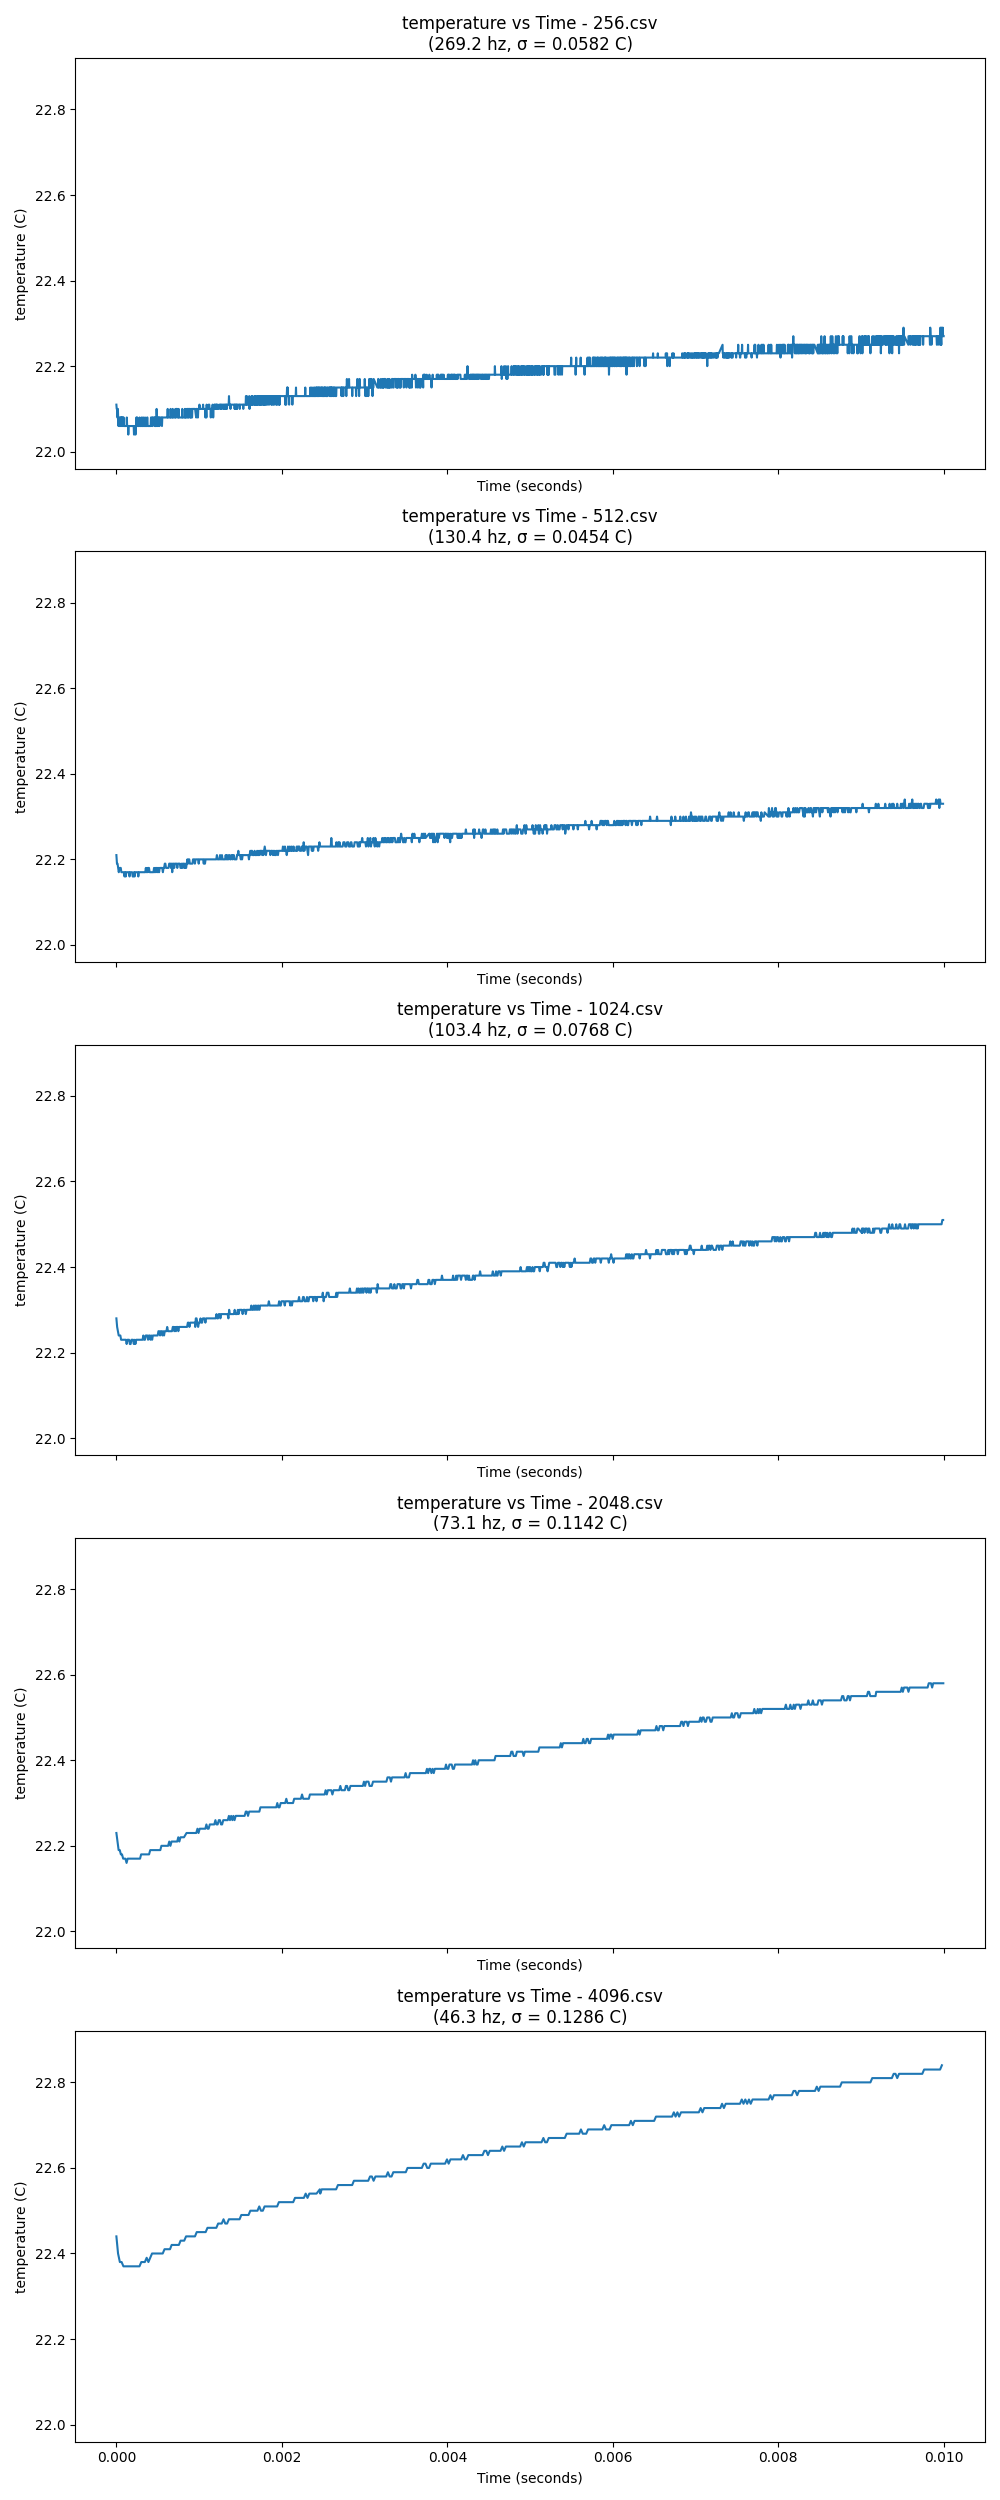 temperature vs Time - 256.csv
(269.2 hz, σ = 0.0582 C)
22.8
22.6
22.4
22.2
22.0
temperature (C)
Time (seconds)
temperature vs Time - 512.csv
(130.4 hz, σ = 0.0454 C)
22.8
22.6
22.4
22.2
22.0
temperature (C)
Time (seconds)
temperature vs Time - 1024.csv
(103.4 hz, σ = 0.0768 C)
22.8
22.6
22.4
22.2
22.0
temperature (C)
Time (seconds)
temperature vs Time - 2048.csv
(73.1 hz, σ = 0.1142 C)
22.8
22.6
22.4
22.2
22.0
temperature (C)
Time (seconds)
temperature vs Time - 4096.csv
(46.3 hz, σ = 0.1286 C)
22.8
22.6
22.4
22.2
22.0
temperature (C)
0.000 0.002 0.004 0.006 0.008 0.010
Time (seconds)